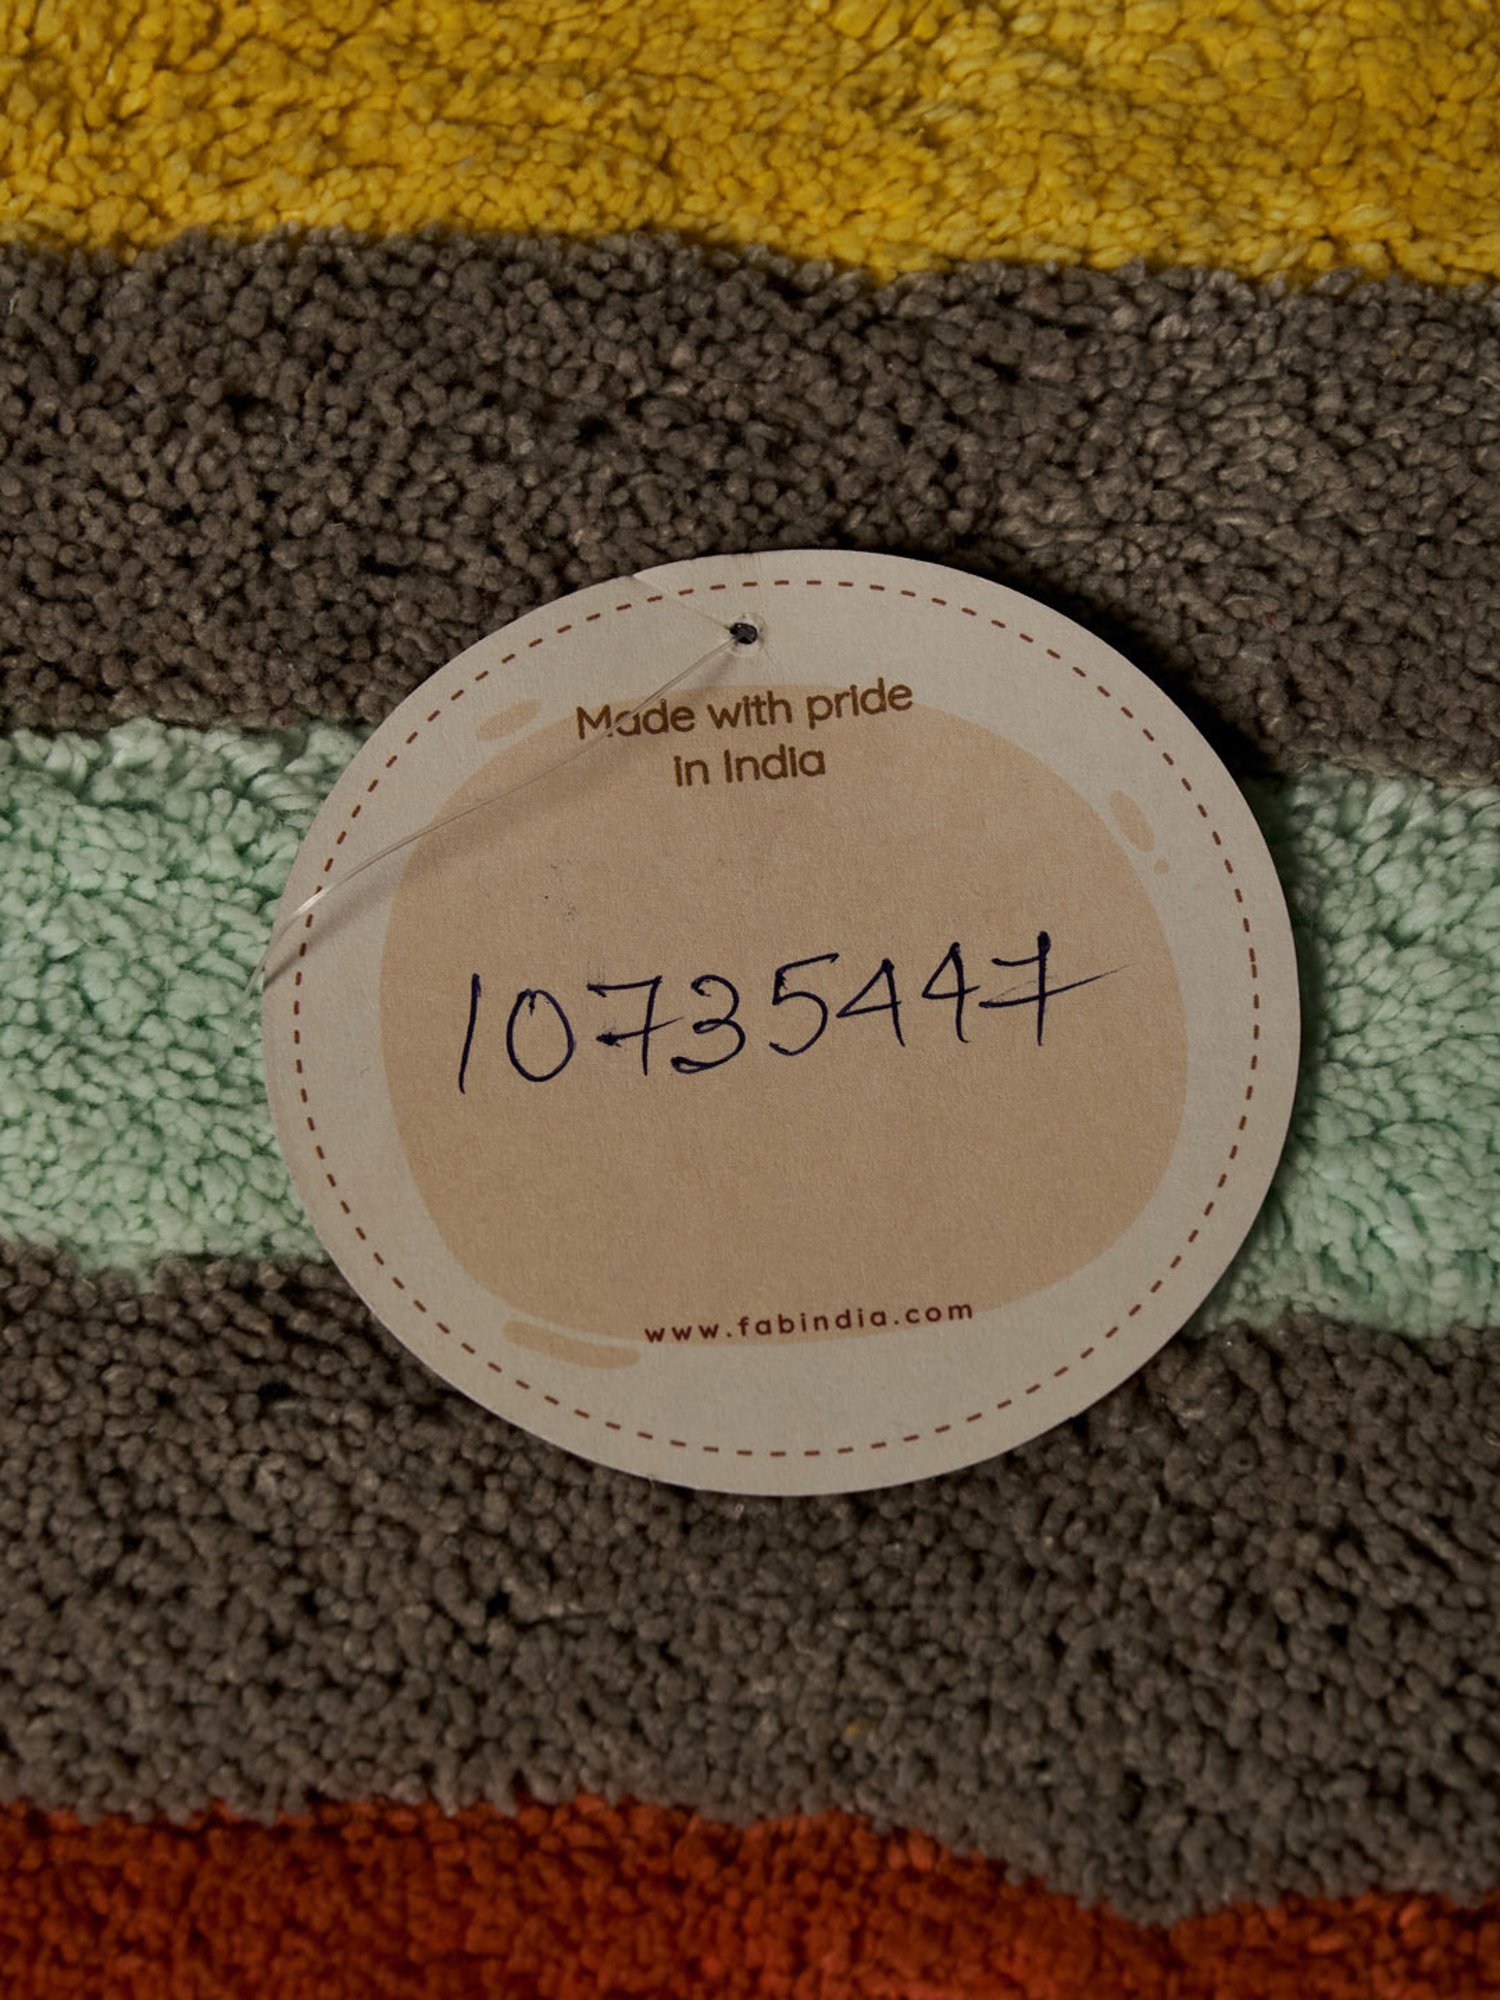 Made with pride
in India
10735447
www.fabindia.com